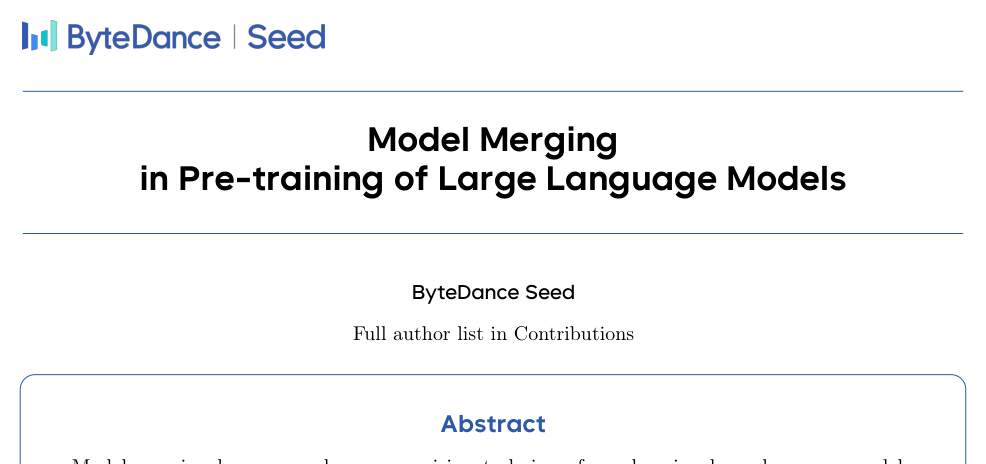 ByteDance | Seed
Model Merging
in Pre-training of Large Language Models
ByteDance Seed
Full author list in Contributions
Abstract